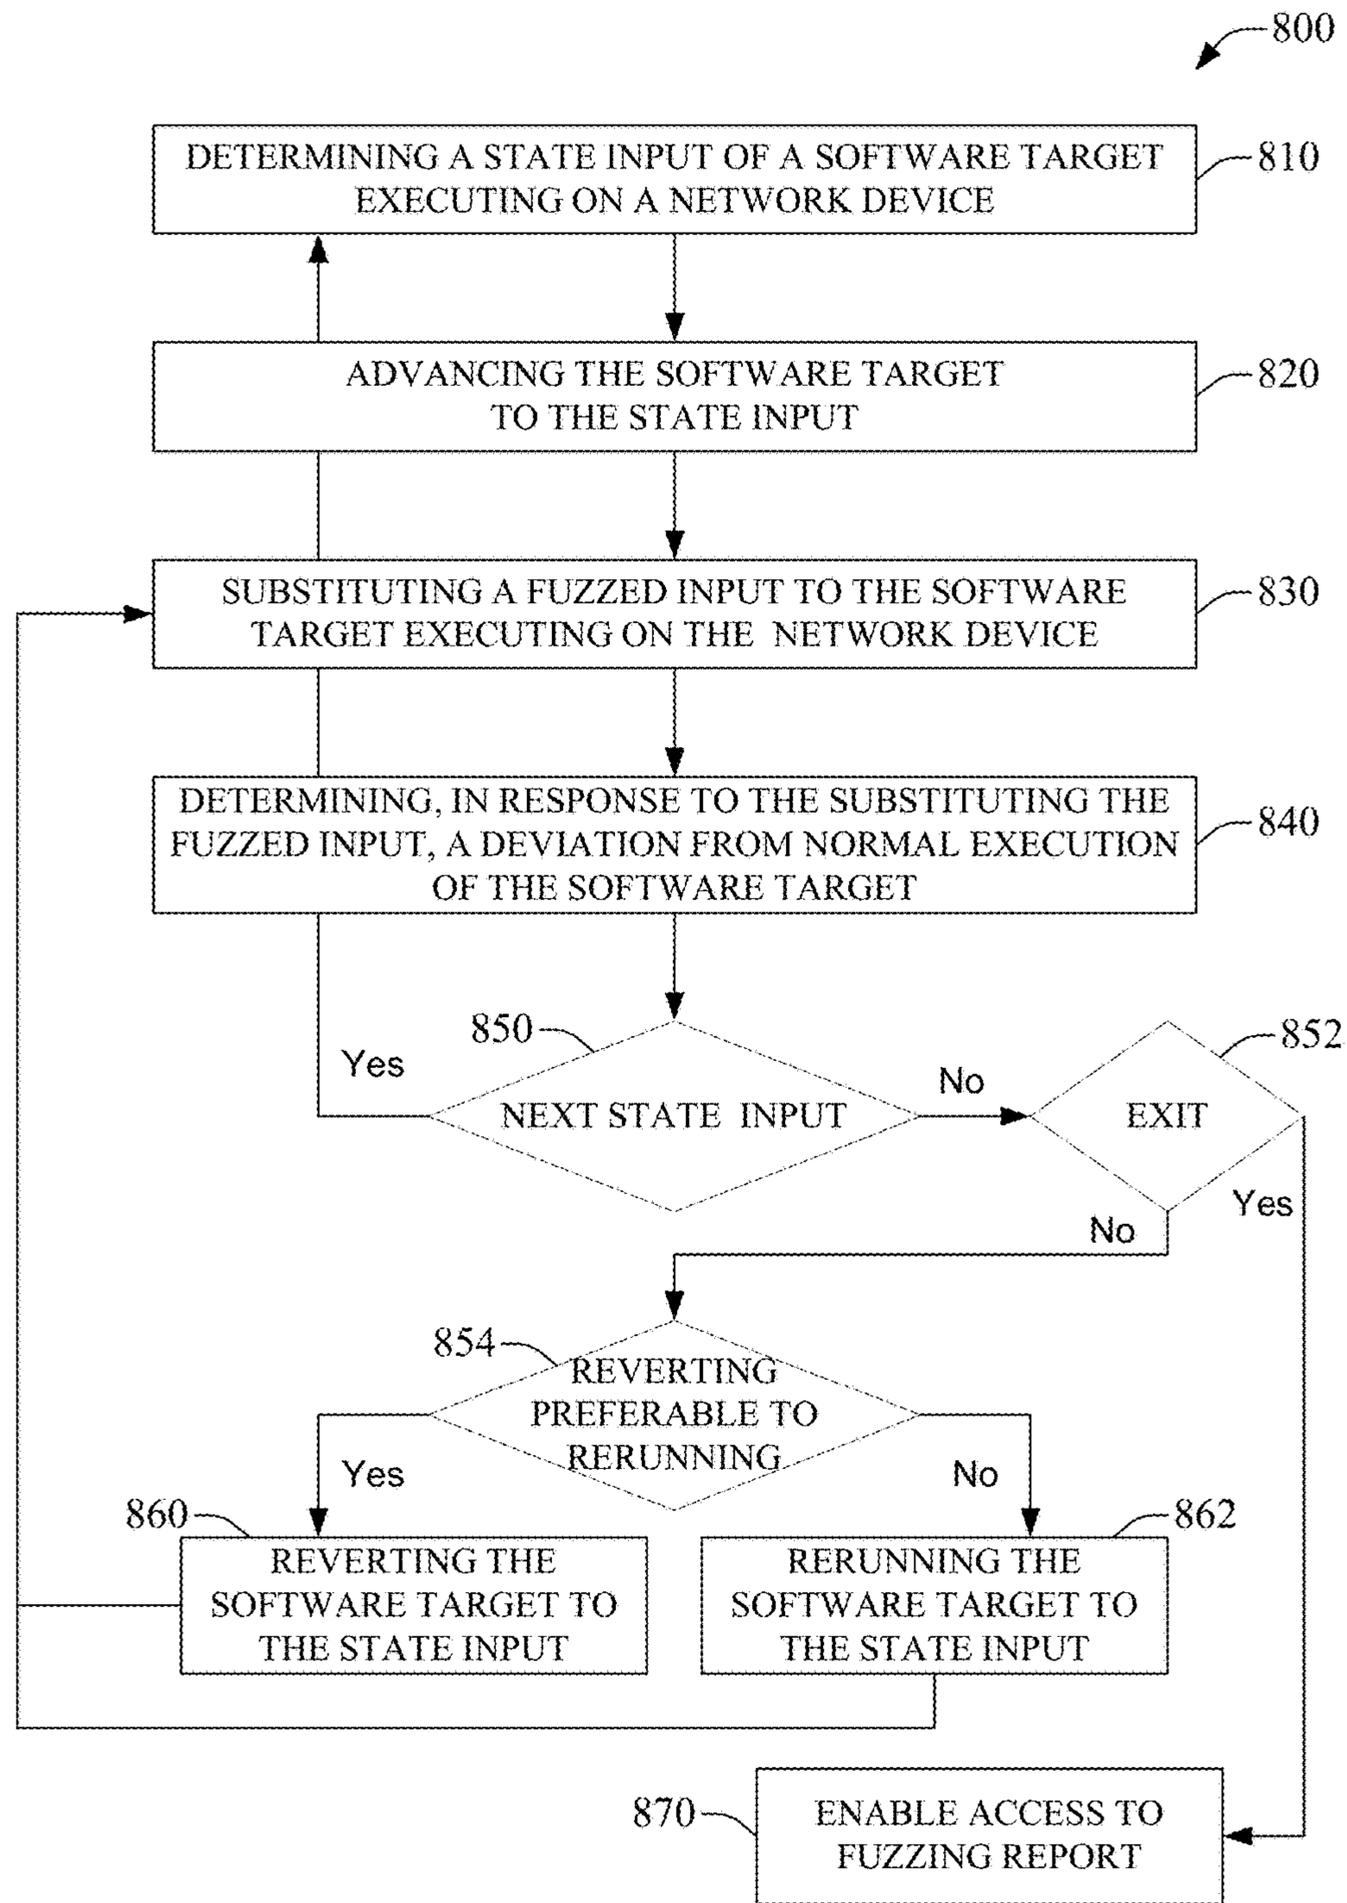 800
DETERMINING A STATE INPUT OF A SOFTWARE TARGET
EXECUTING ON A NETWORK DEVICE
810
ADVANCING THE SOFTWARE TARGET
TO THE STATE INPUT
820
SUBSTITUTING A FUZZED INPUT TO THE SOFTWARE
TARGET EXECUTING ON THE NETWORK DEVICE
830
DETERMINING, IN RESPONSE TO THE SUBSTITUTING THE
FUZZED INPUT, A DEVIATION FROM NORMAL EXECUTION
OF THE SOFTWARE TARGET
840
850
Yes
NEXT STATE INPUT
No
852
EXIT
Yes
No
854
REVERTING
PREFERABLE TO
RERUNNING
Yes
No
860
REVERTING THE
SOFTWARE TARGET TO
THE STATE INPUT
862
RERUNNING THE
SOFTWARE TARGET TO
THE STATE INPUT
870
ENABLE ACCESS TO
FUZZING REPORT